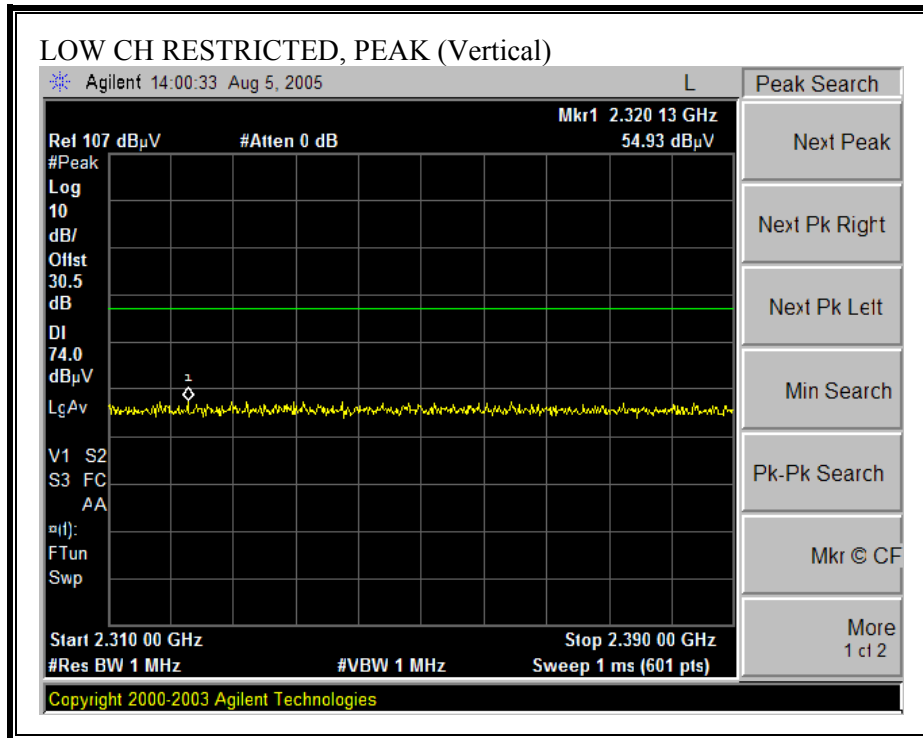 LOW CH RESTRICTED, PEAK (Vertical)
Agilent 14:00:33 Aug 5, 2005 L
Peak Search
Mkr1 2.320 13 GHz
Ref 107 dBµV #Atten 0 dB 54.93 dBµV
#Peak
Log
10
dB/
Offst
30.5
dB
DI
74.0
dBµV
LgAv
1
V1 S2
S3 FC
AA
¤(f):
FTun
Swp
Start 2.310 00 GHz Stop 2.390 00 GHz
#Res BW 1 MHz #VBW 1 MHz Sweep 1 ms (601 pts)
Copyright 2000-2003 Agilent Technologies
Next Peak
Next Pk Right
Next Pk Left
Min Search
Pk-Pk Search
Mkr © CF
More
1 of 2